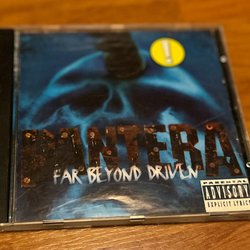 PANTERA
FAR BEYOND DRIVEN
PARENTAL
ADVISORY
EXPLICIT LYRICS